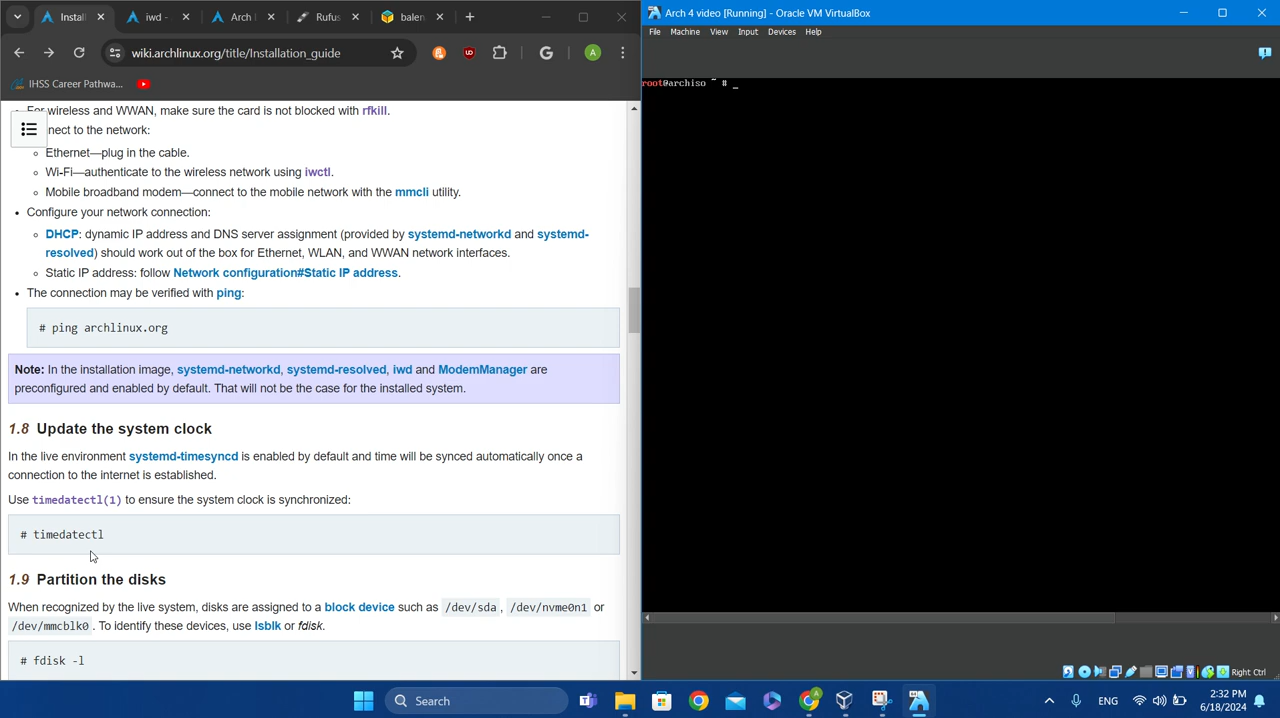 Install
iwd -
Arch l
Rufus
balen
wiki.archlinux.org/title/Installation_guide
IHSS Career Pathwa...
For wireless and WWAN, make sure the card is not blocked with rfkill.
nect to the network:
Ethernet—plug in the cable.
Wi-Fi—authenticate to the wireless network using iwctl.
Mobile broadband modem—connect to the mobile network with the mmcli utility.
Configure your network connection:
DHCP: dynamic IP address and DNS server assignment (provided by systemd-networkd and systemd-
resolved) should work out of the box for Ethernet, WLAN, and WWAN network interfaces.
Static IP address: follow Network configuration#Static IP address.
The connection may be verified with ping:
# ping archlinux.org
Note: In the installation image, systemd-networkd, systemd-resolved, iwd and ModemManager are
preconfigured and enabled by default. That will not be the case for the installed system.
1.8 Update the system clock
In the live environment systemd-timesyncd is enabled by default and time will be synced automatically once a
connection to the internet is established.
Use timedatectl(1) to ensure the system clock is synchronized:
# timedatectl
1.9 Partition the disks
When recognized by the live system, disks are assigned to a block device such as /dev/sda, /dev/nvme0n1 or
/dev/mmcblk0. To identify these devices, use lsblk or fdisk.
# fdisk -l
Arch 4 video [Running] - Oracle VM VirtualBox
File Machine View Input Devices Help
root@archiso ~ # _
Right Ctrl
Search
ENG
2:32 PM
6/18/2024